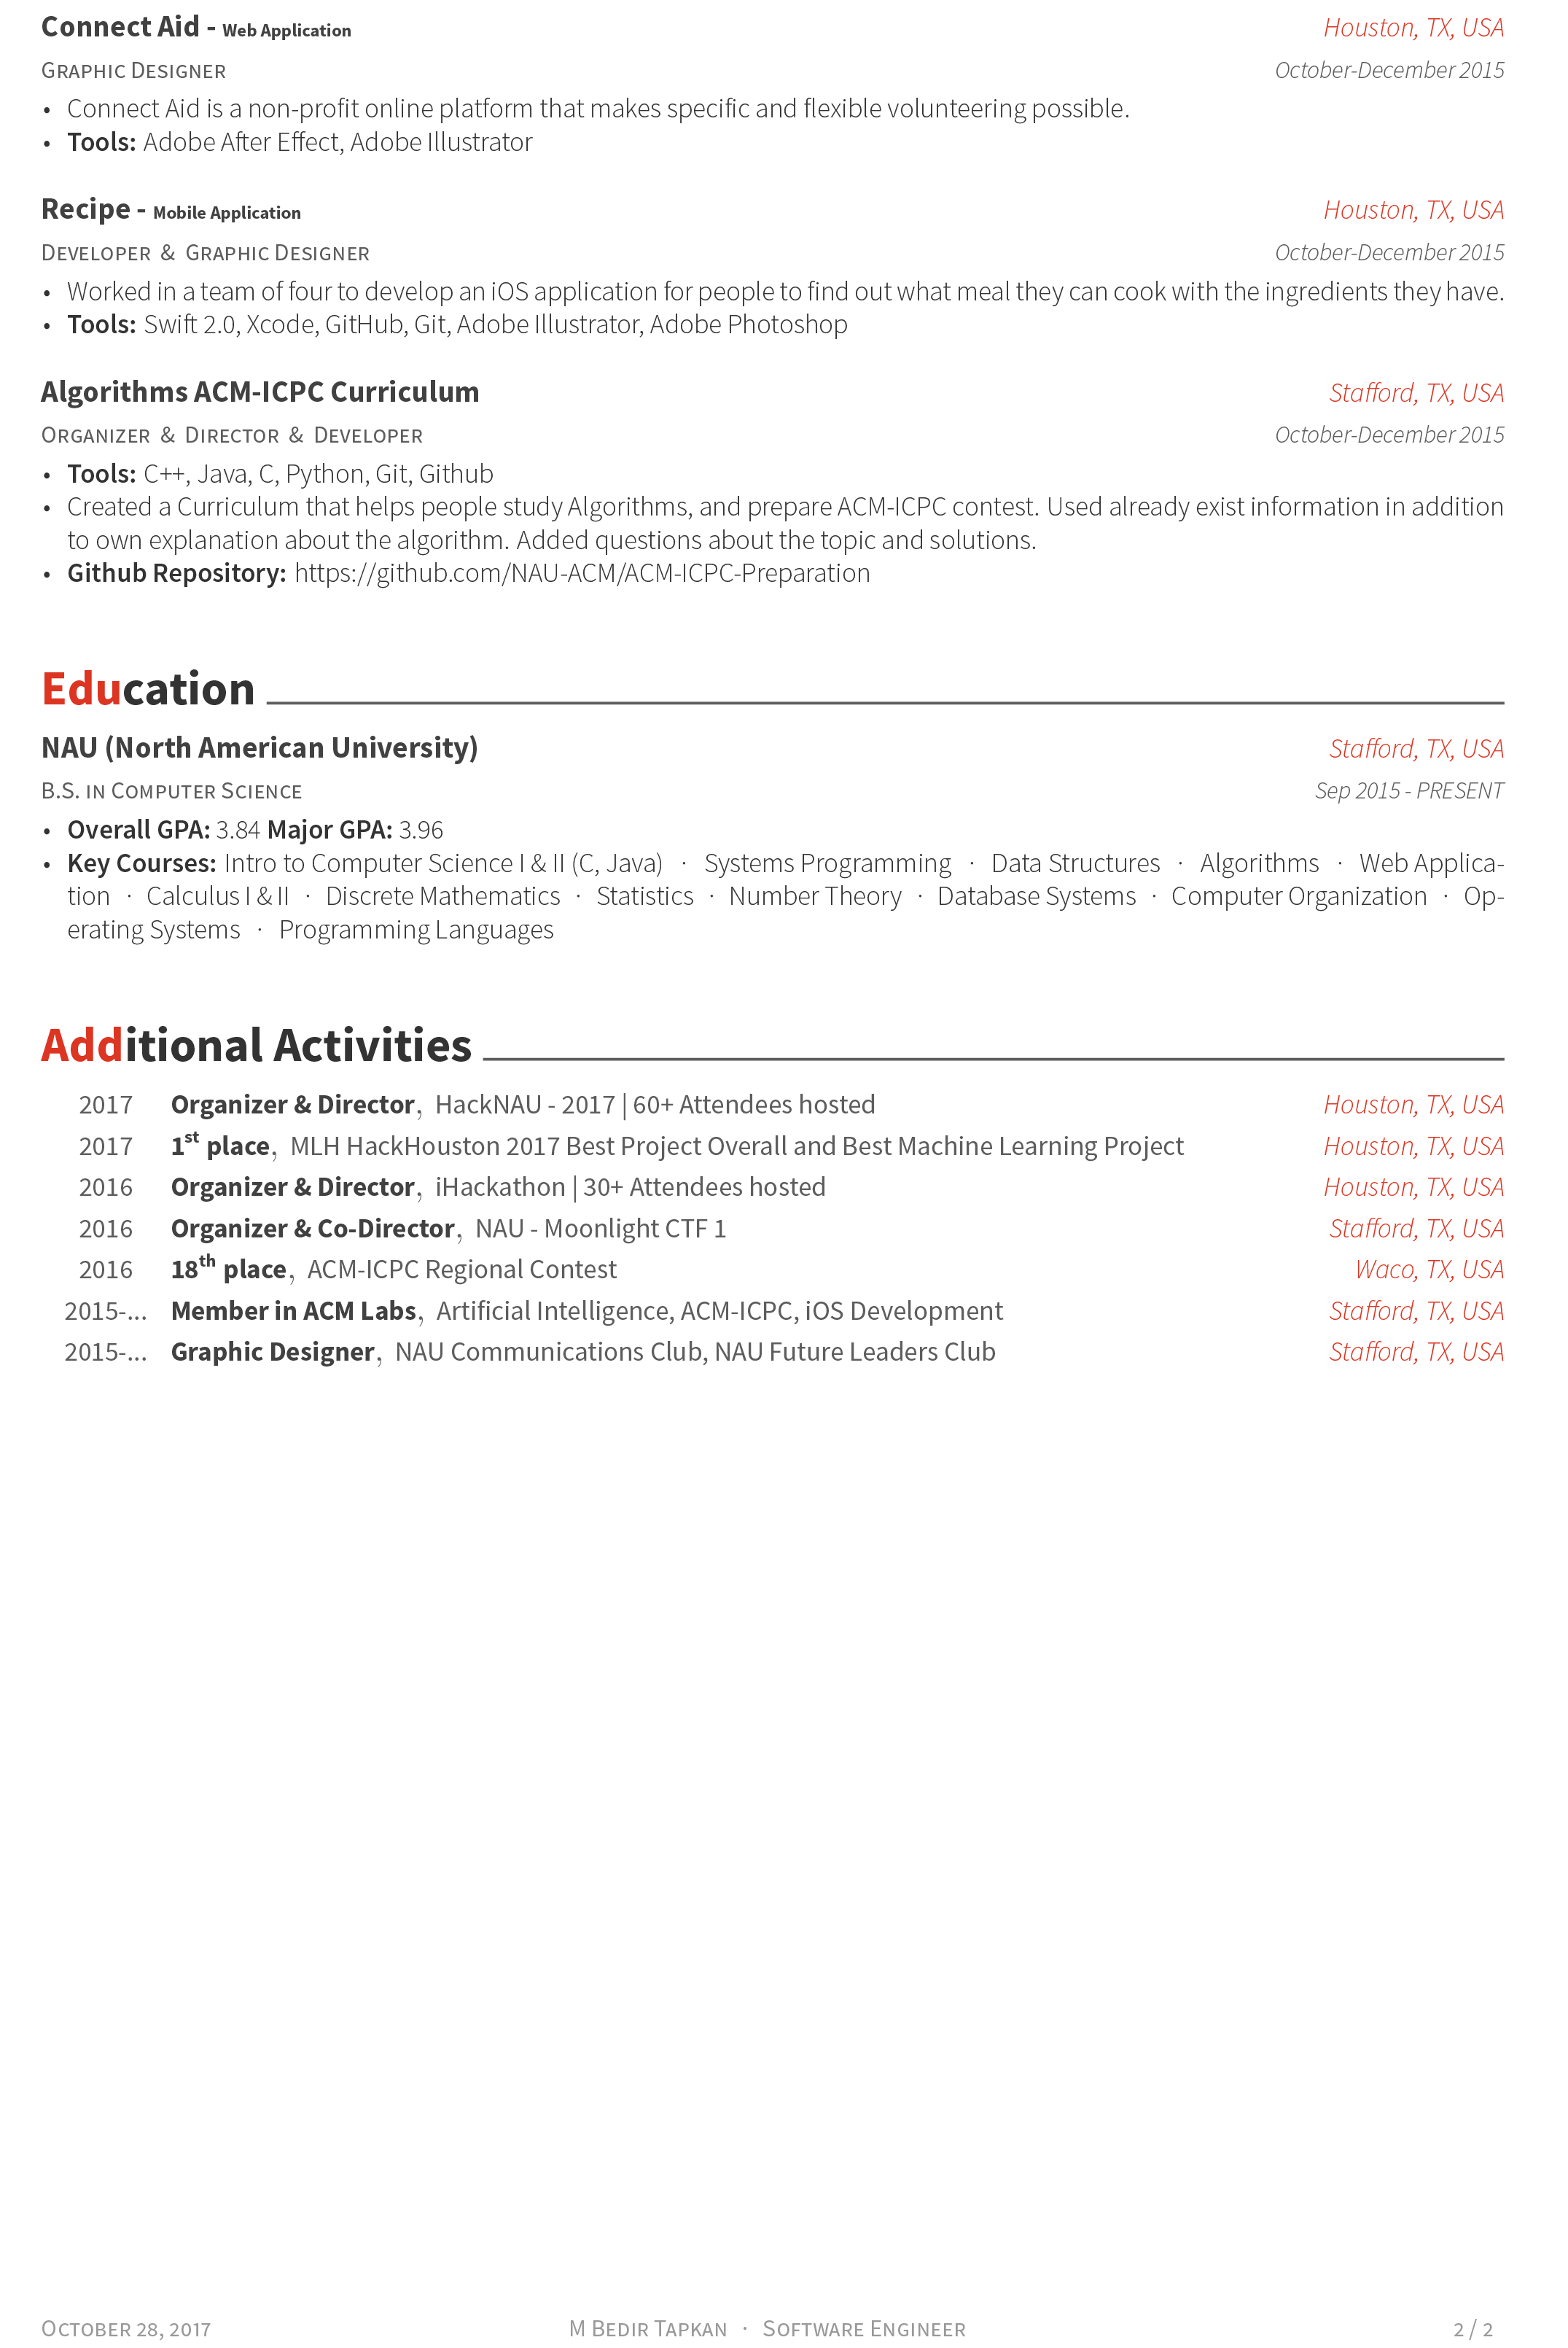 Connect Aid - Web Application Houston, TX, USA
Graphic Designer October-December 2015
• Connect Aid is a non-profit online platform that makes specific and flexible volunteering possible.
• Tools: Adobe After Effect, Adobe Illustrator
Recipe - Mobile Application Houston, TX, USA
Developer & Graphic Designer October-December 2015
• Worked in a team of four to develop an iOS application for people to find out what meal they can cook with the ingredients they have.
• Tools: Swift 2.0, Xcode, GitHub, Git, Adobe Illustrator, Adobe Photoshop
Algorithms ACM-ICPC Curriculum Stafford, TX, USA
Organizer & Director & Developer October-December 2015
• Tools: C++, Java, C, Python, Git, Github
• Created a Curriculum that helps people study Algorithms, and prepare ACM-ICPC contest. Used already exist information in addition
to own explanation about the algorithm. Added questions about the topic and solutions.
• Github Repository: https://github.com/NAU-ACM/ACM-ICPC-Preparation
Education
NAU (North American University) Stafford, TX, USA
B.S. in Computer Science Sep 2015 - PRESENT
• Overall GPA: 3.84 Major GPA: 3.96
• Key Courses: Intro to Computer Science I & II (C, Java) · Systems Programming · Data Structures · Algorithms · Web Applica-
tion · Calculus I & II · Discrete Mathematics · Statistics · Number Theory · Database Systems · Computer Organization · Op-
erating Systems · Programming Languages
Additional Activities
2017 Organizer & Director, HackNAU - 2017 | 60+ Attendees hosted Houston, TX, USA
2017 1st place, MLH HackHouston 2017 Best Project Overall and Best Machine Learning Project Houston, TX, USA
2016 Organizer & Director, iHackathon | 30+ Attendees hosted Houston, TX, USA
2016 Organizer & Co-Director, NAU - Moonlight CTF 1 Stafford, TX, USA
2016 18th place, ACM-ICPC Regional Contest Waco, TX, USA
2015-... Member in ACM Labs, Artificial Intelligence, ACM-ICPC, iOS Development Stafford, TX, USA
2015-... Graphic Designer, NAU Communications Club, NAU Future Leaders Club Stafford, TX, USA
October 28, 2017 M Bedir Tapkan · Software Engineer 2 / 2